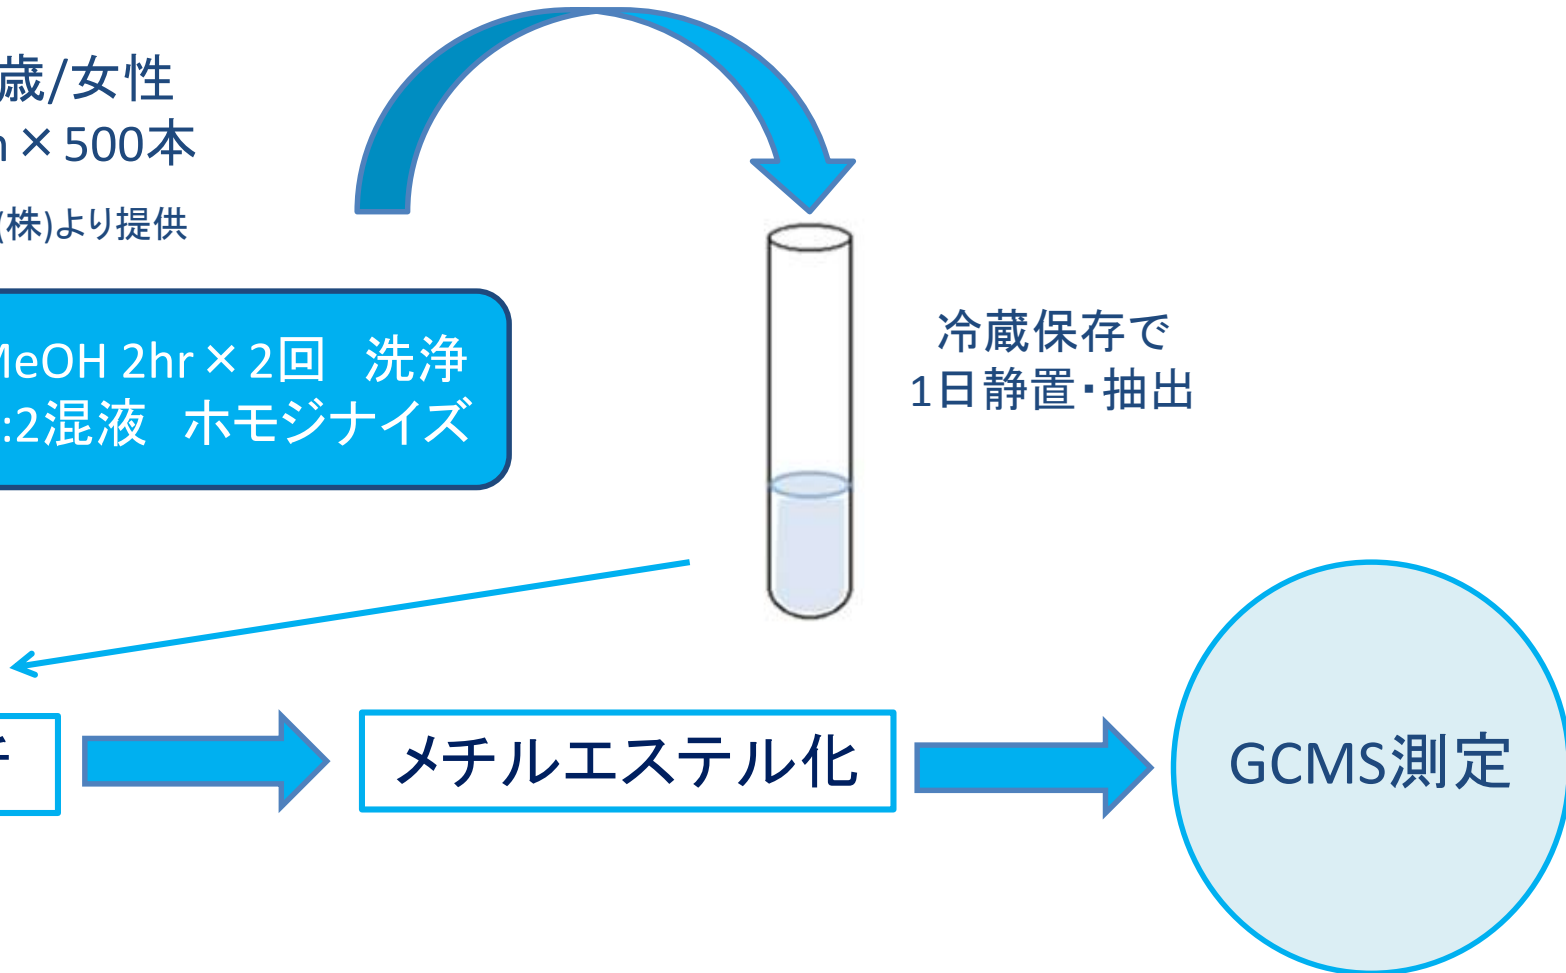 歳/女性
×500本
(株)より提供
MeOH 2hr×2回　洗浄
:2混液　ホモジナイズ
冷蔵保存で
1日静置・抽出
メチルエステル化
GCMS測定